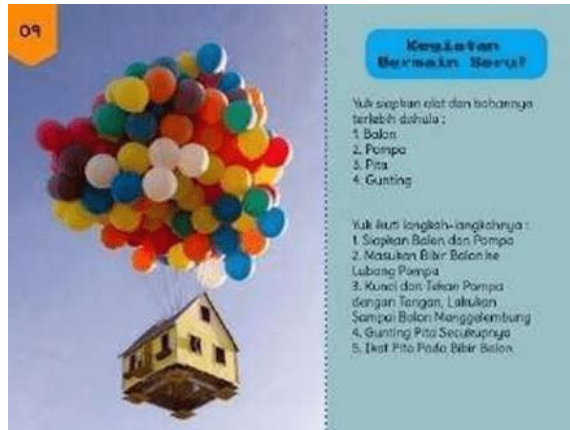 09
Kegiatan
Bermain Seru!
Yuk siapkan alat dan bahannya
terlebih dahulu :
1. Balon
2. Pompa
3. Pita
4. Gunting
Yuk ikuti langkah-langkahnya :
1. Siapkan Balon dan Pompa
2. Masukan Bibir Balon ke
Lubang Pompa
3. Kunci dan Tekan Pompa
dengan Tangan, Lakukan
Sampai Balon Menggelembung
4. Gunting Pita Secukupnya
5. Ikat Pita Pada Bibir Balon